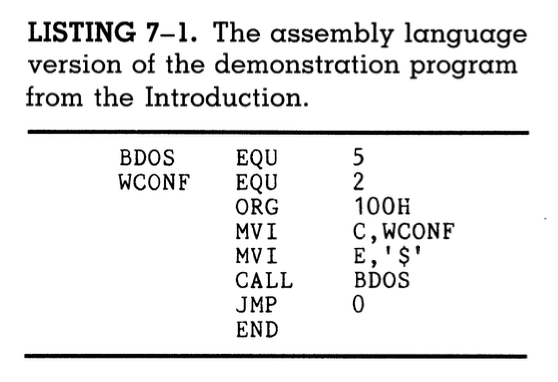 LISTING 7–1. The assembly language
version of the demonstration program
from the Introduction.
BDOS EQU 5
WCONF EQU 2
ORG 100H
MVI C,WCONF
MVI E,'$'
CALL BDOS
JMP 0
END